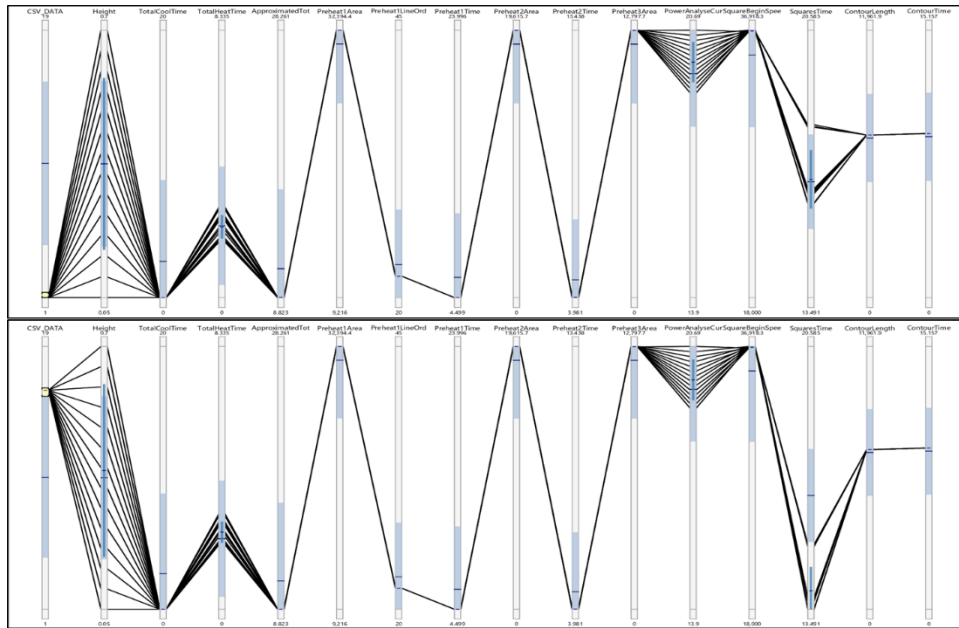 CSV_DATA Height TotalCoolTime TotalHeatTime ApproximatedTot Preheat1Area Preheat1LineOrd Preheat1Time Preheat2Area Preheat2Time Preheat3Area PowerAnalyseCur SquareBeginSpee SquaresTime ContourLength ContourTime
19 0.7 20 8.335 28.261 32,394.4 45 23.996 19,615.7 13.438 12,797.7 20.69 36,918.3 20.585 11,961.9 15.157
1 0.05 0 0 8.823 9,216 20 4.499 0 3.981 0 13.9 18,000 13.491 0 0
CSV_DATA Height TotalCoolTime TotalHeatTime ApproximatedTot Preheat1Area Preheat1LineOrd Preheat1Time Preheat2Area Preheat2Time Preheat3Area PowerAnalyseCur SquareBeginSpee SquaresTime ContourLength ContourTime
19 0.7 20 8.335 28.261 32,394.4 45 23.996 19,615.7 13.438 12,797.7 20.69 36,918.3 20.585 11,961.9 15.157
1 0.05 0 0 8.823 9,216 20 4.499 0 3.981 0 13.9 18,000 13.491 0 0